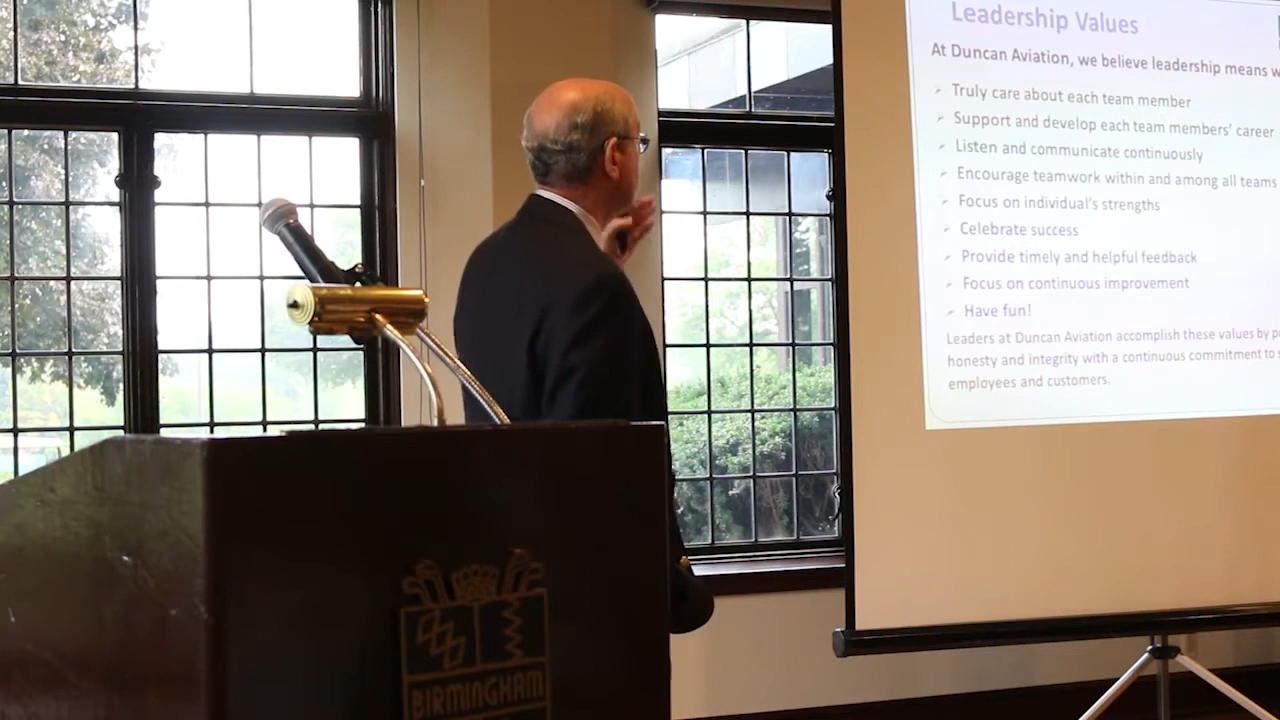 Leadership Values
At Duncan Aviation, we believe leadership means w
Truly care about each team member
Support and develop each team members' career
Listen and communicate continuously
Encourage teamwork within and among all teams
Focus on individual's strengths
Celebrate success
Provide timely and helpful feedback
Focus on continuous improvement
Have fun!
Leaders at Duncan Aviation accomplish these values by
honesty and integrity with a continuous commitment to
employees and customers.
BIRMINGHAM